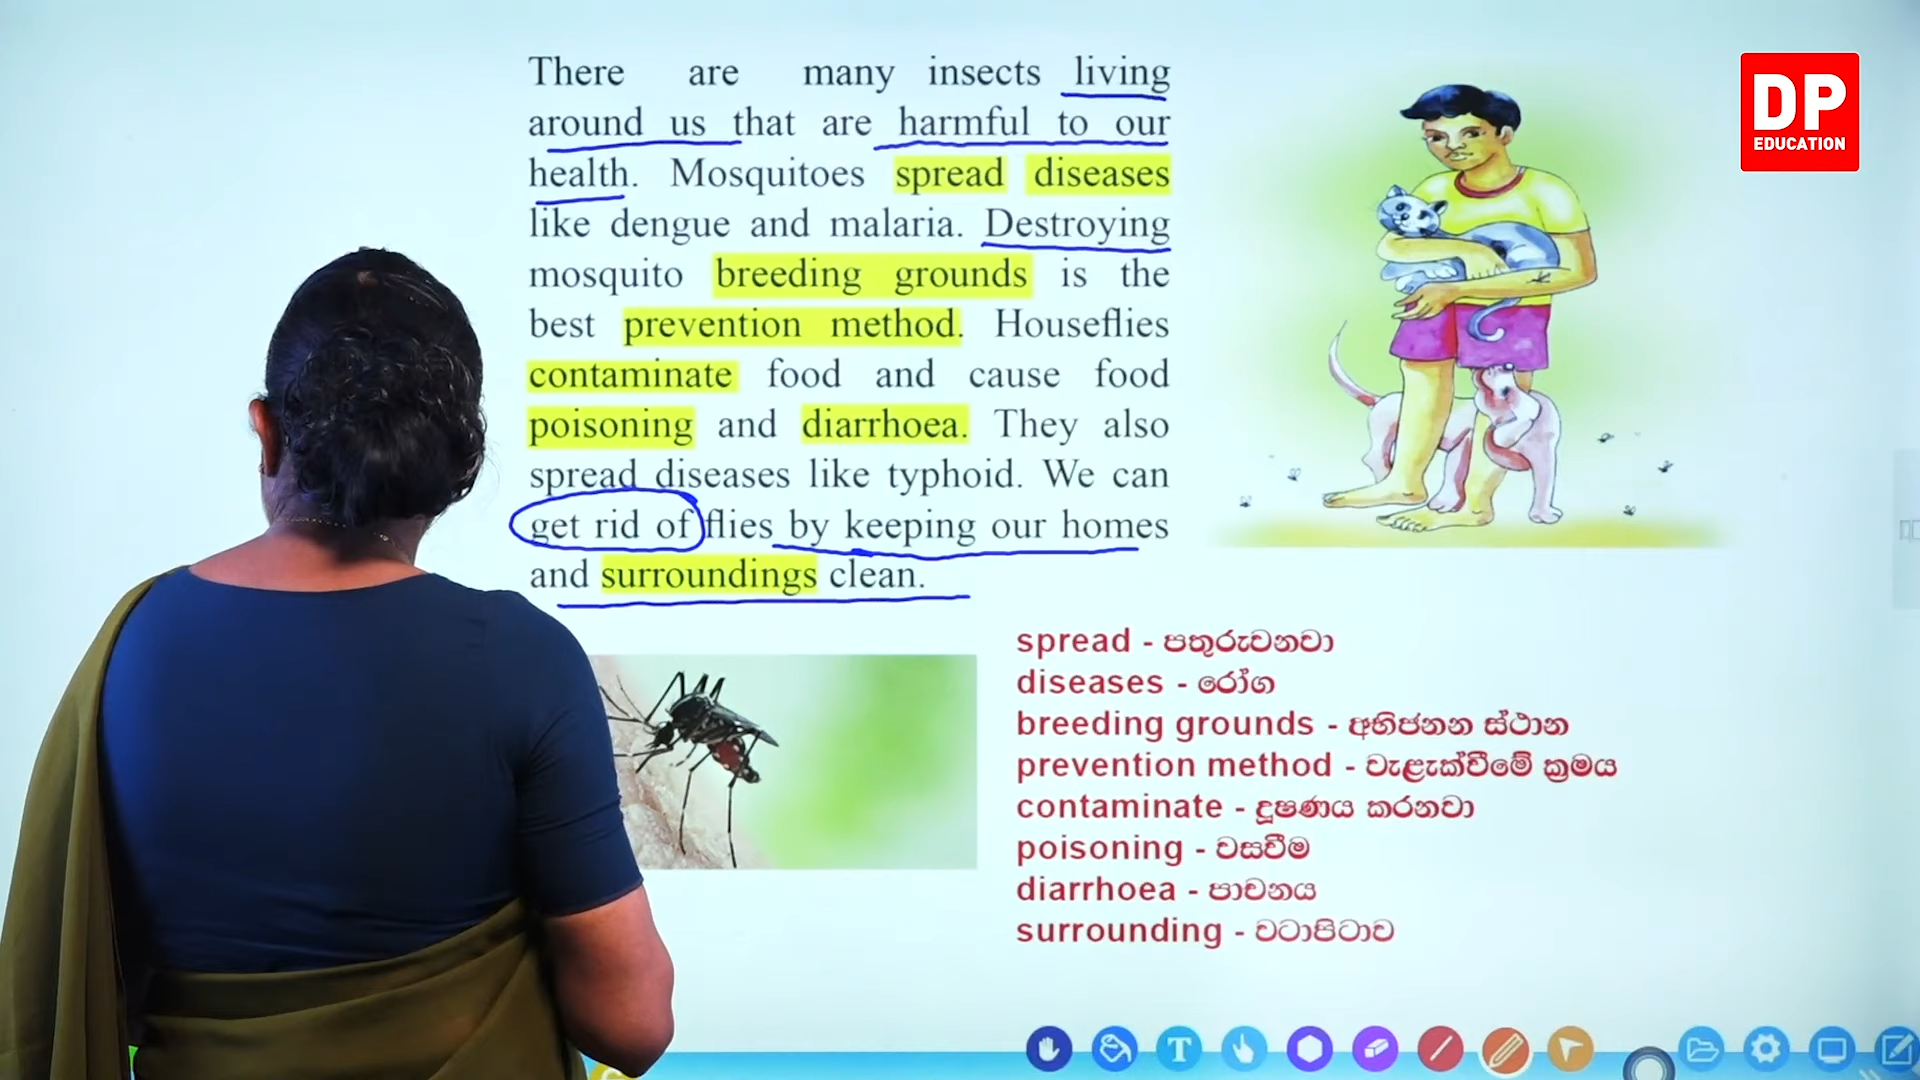 There are many insects living
around us that are harmful to our
health. Mosquitoes spread diseases
like dengue and malaria. Destroying
mosquito breeding grounds is the
best prevention method. Houseflies
contaminate food and cause food
poisoning and diarrhoea. They also
spread diseases like typhoid. We can
get rid of flies by keeping our homes
and surroundings clean.
DP
EDUCATION
spread - පතුරුවනවා
diseases - රෝග
breeding grounds - අභිජනන ස්ථාන
prevention method - වැළැක්වීමේ ක්‍රමය
contaminate - දූෂණය කරනවා
poisoning - වසවීම
diarrhoea - පාචනය
surrounding - වටාපිටාව
T